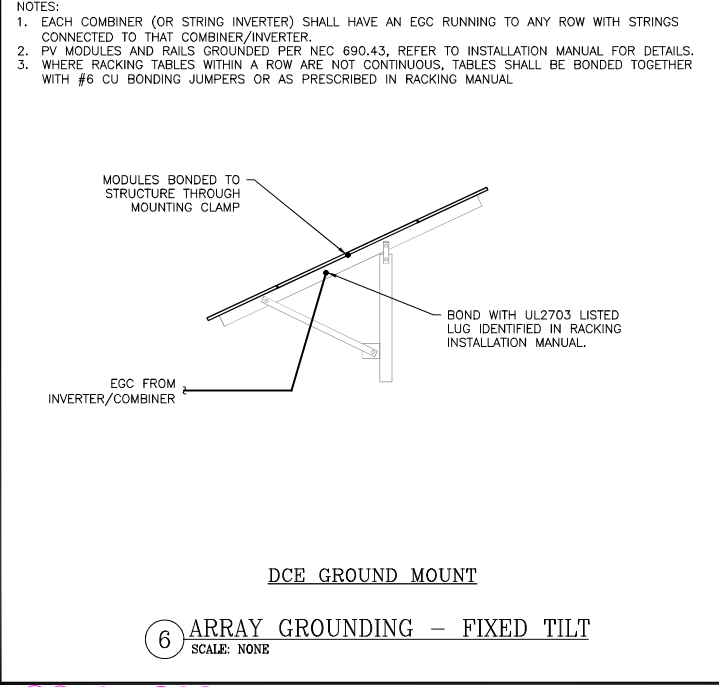 NOTES:
1. EACH COMBINER (OR STRING INVERTER) SHALL HAVE AN EGC RUNNING TO ANY ROW WITH STRINGS
CONNECTED TO THAT COMBINER/INVERTER.
2. PV MODULES AND RAILS GROUNDED PER NEC 690.43, REFER TO INSTALLATION MANUAL FOR DETAILS.
3. WHERE RACKING TABLES WITHIN A ROW ARE NOT CONTINUOUS, TABLES SHALL BE BONDED TOGETHER
WITH #6 CU BONDING JUMPERS OR AS PRESCRIBED IN RACKING MANUAL
MODULES BONDED TO
STRUCTURE THROUGH
MOUNTING CLAMP
BOND WITH UL2703 LISTED
LUG IDENTIFIED IN RACKING
INSTALLATION MANUAL.
EGC FROM
INVERTER/COMBINER
DCE GROUND MOUNT
6 ARRAY GROUNDING - FIXED TILT
SCALE: NONE